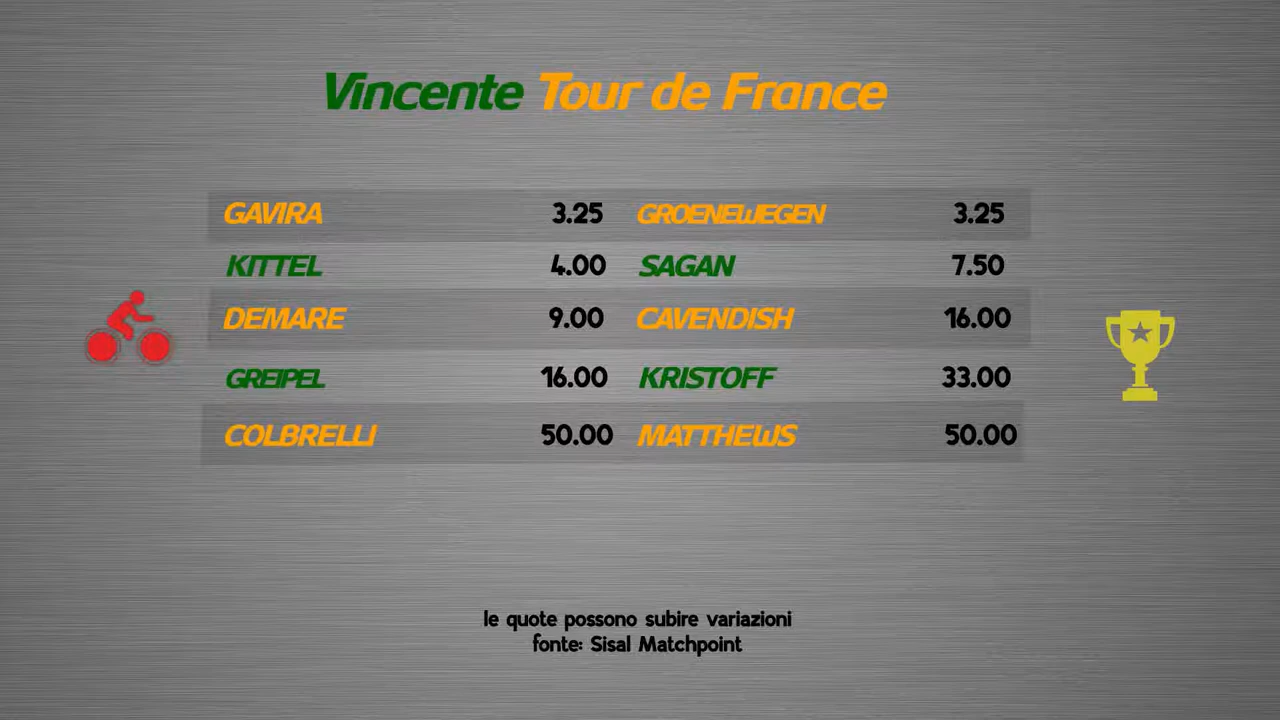 Vincente Tour de France
GAVIRA 3.25 GROENEWEGEN 3.25
KITTEL 4.00 SAGAN 7.50
DEMARE 9.00 CAVENDISH 16.00
GREIPEL 16.00 KRISTOFF 33.00
COLBRELLI 50.00 MATTHEWS 50.00
le quote possono subire variazioni
fonte: Sisal Matchpoint